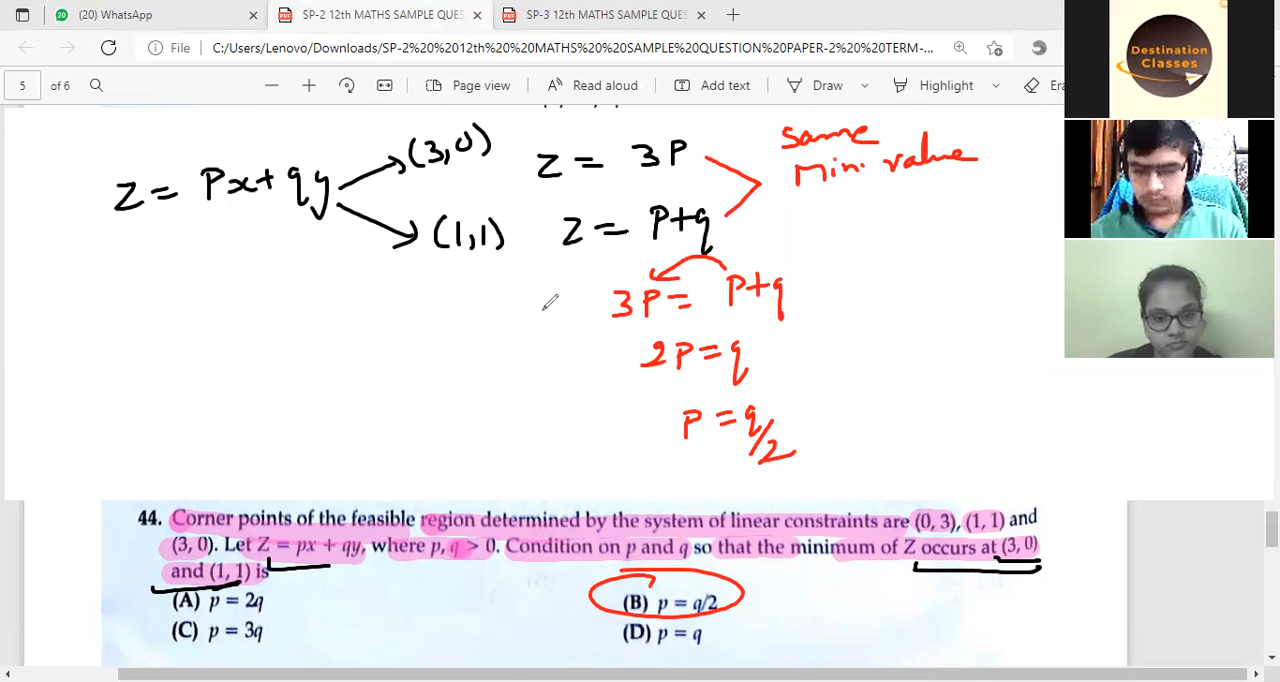 (20) WhatsApp
SP-2 12th MATHS SAMPLE QUES
SP-3 12th MATHS SAMPLE QUES
File
C:/Users/Lenovo/Downloads/SP-2%20%2012th%20%20MATHS%20%20SAMPLE%20QUESTION%20PAPER-2%20%20TERM-...
5 of 6
Page view
Read aloud
Add text
Draw
Highlight
Era
Destination
Classes
Z = Px+qy
(3,0)
Z = 3P
Same
Min. value
(1,1)
Z = P+q
3P = P+q
2P = q
P = q/2
44. Corner points of the feasible region determined by the system of linear constraints are (0, 3), (1, 1) and
(3, 0). Let Z = px + qy, where p, q > 0. Condition on p and q so that the minimum of Z occurs at (3, 0)
and (1, 1) is
(A) p = 2q
(B) p = q/2
(C) p = 3q
(D) p = q